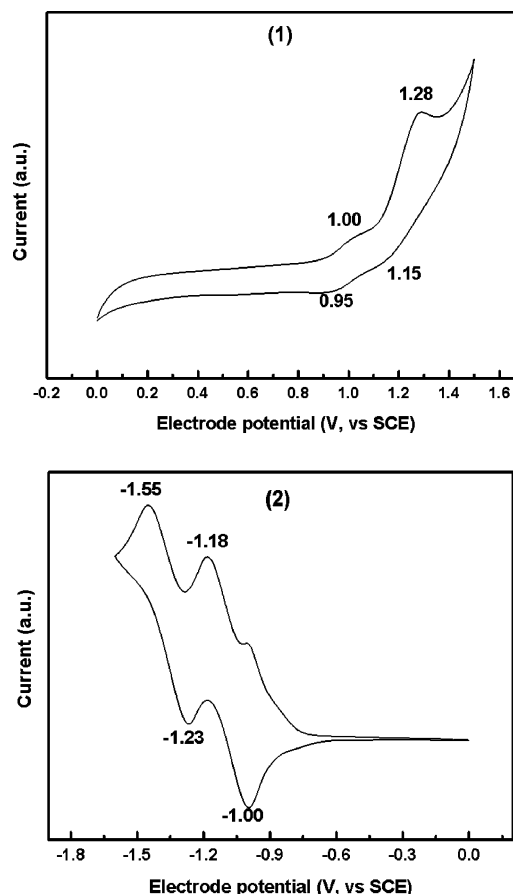 (1)
1.28
1.00
1.15
0.95
Current (a.u.)
-0.2 0.0 0.2 0.4 0.6 0.8 1.0 1.2 1.4 1.6
Electrode potential (V, vs SCE)
(2)
-1.55
-1.18
-1.23
-1.00
Current (a.u.)
-1.8 -1.5 -1.2 -0.9 -0.6 -0.3 0.0
Electrode potential (V, vs SCE)